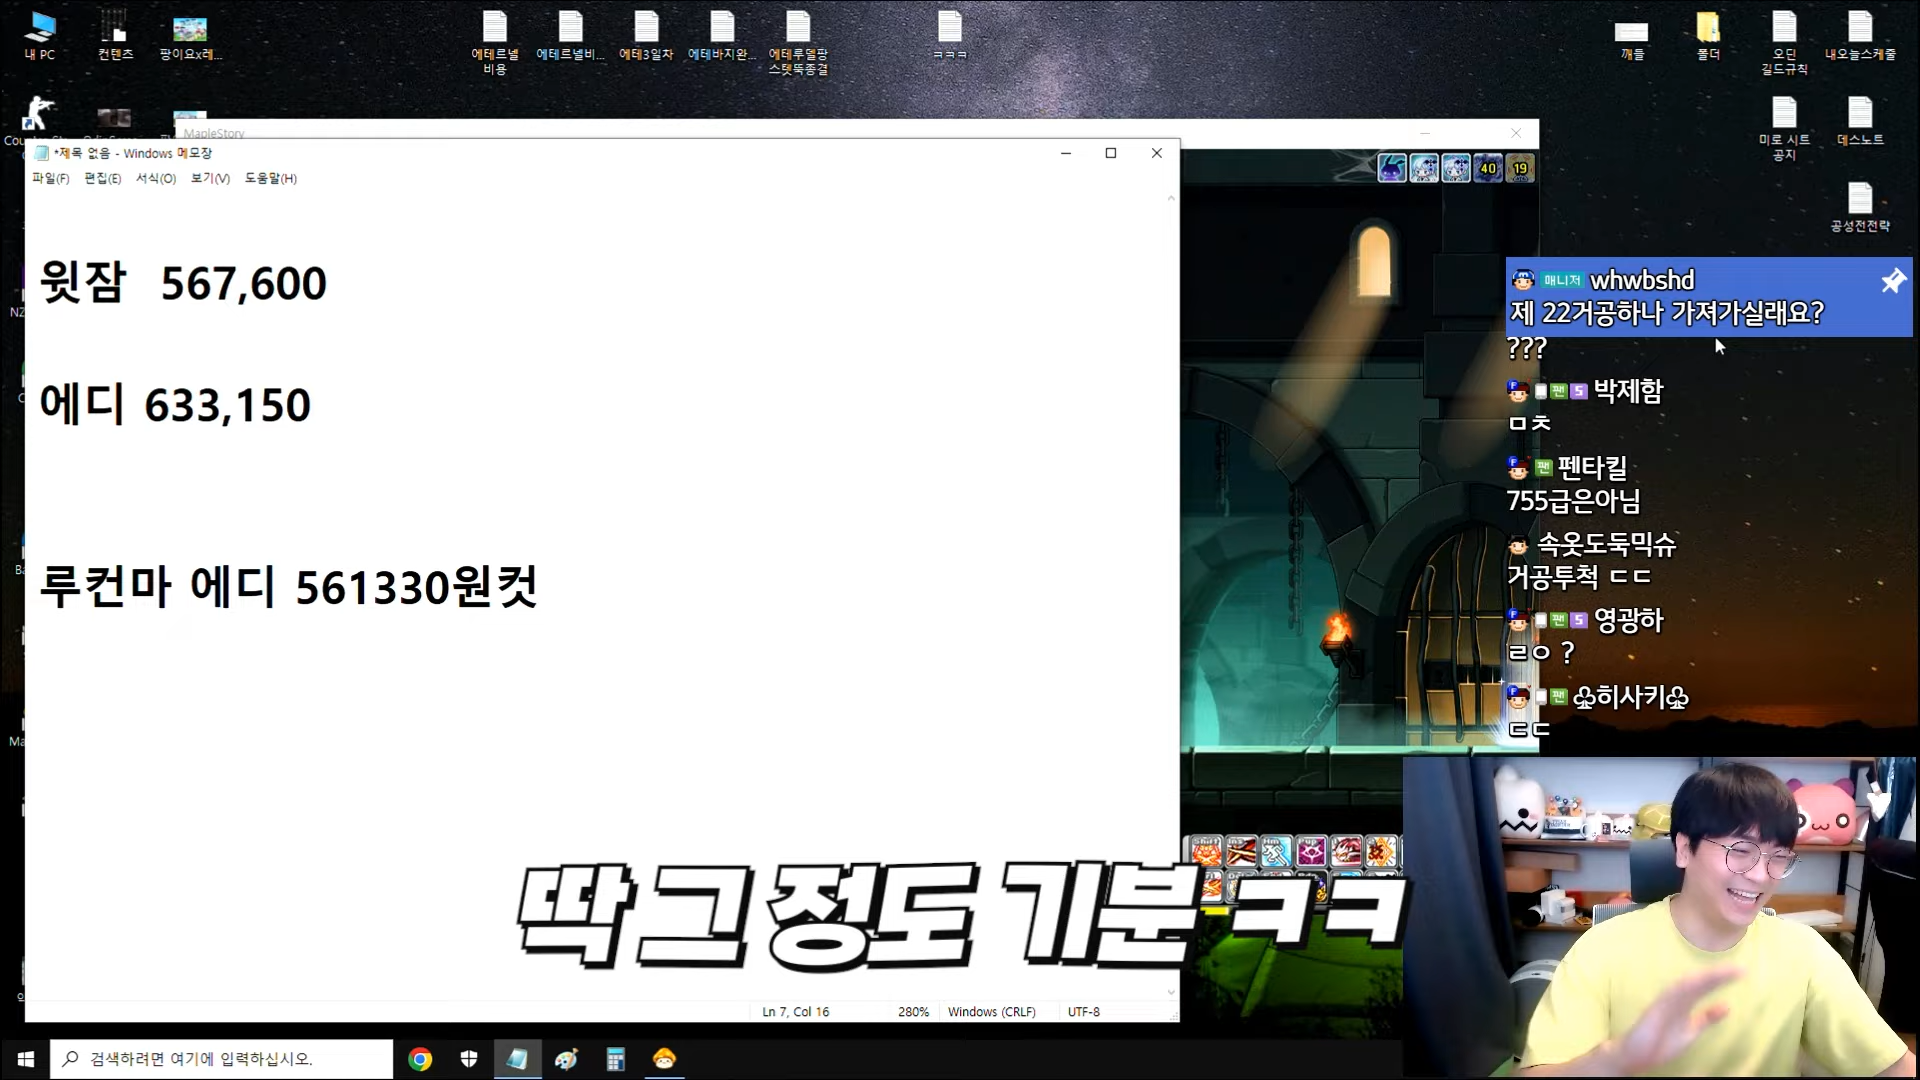 내 PC
컨텐츠
팡이요x레...
에테르넬
비용
에테르넬비...
에테3일차
에테바지완...
에테루델팡
스텟뚝종결
ㅋㅋㅋ
깨들
폴더
오딘
길드규칙
내오늘스케줄
미로 시트
공지
데스노트
공성전전략
MapleStory
*제목 없음 - Windows 메모장
파일(F) 편집(E) 서식(O) 보기(V) 도움말(H)
40
19
윗잠 567,600
에디 633,150
루컨마 에디 561330원컷
매니저 whwbshd
제 22거공하나 가져가실래요?
???
팬 S 박제함
ㅁㅊ
팬 펜타킬
755급은아님
속옷도둑믹슈
거공투척 ㄷㄷ
팬 S 영광하
ㄹㅇ ?
팬 ♧히사키♧
ㄷㄷ
딱 그 정도 기분 ㅋㅋ
Ln 7, Col 16
280%
Windows (CRLF)
UTF-8
검색하려면 여기에 입력하십시오.